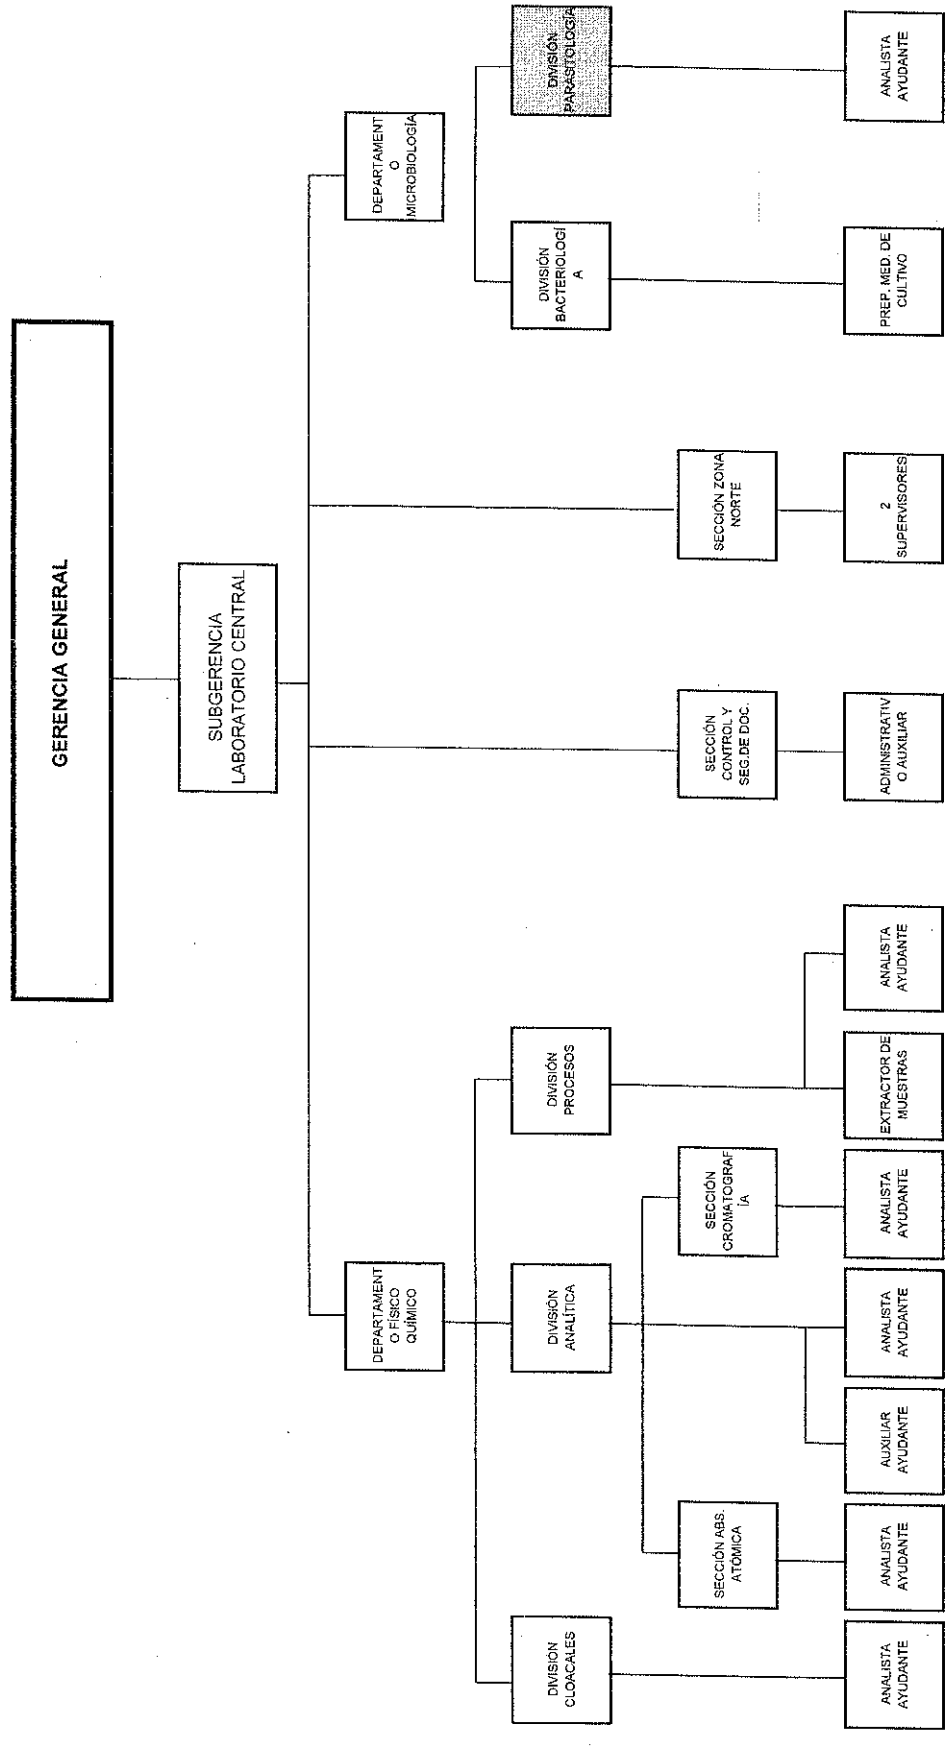 GERENCIA GENERAL
SUBGERENCIA
LABORATORIO CENTRAL
DEPARTAMENT
O FÍSICO
QUÍMICO
DEPARTAMENT
O
MICROBIOLOGÍA
DIVISIÓN
CLOACALES
DIVISIÓN
ANALÍTICA
DIVISIÓN
PROCESOS
DIVISIÓN
BACTERIOLOGÍ
A
DIVISIÓN
PARASITOLOGÍA
SECCIÓN ABS.
ATÓMICA
SECCIÓN
CROMATOGRAF
ÍA
SECCIÓN
CONTROL Y
SEG.DE DOC.
SECCIÓN ZONA
NORTE
ANALISTA
AYUDANTE
ANALISTA
AYUDANTE
AUXILIAR
AYUDANTE
ANALISTA
AYUDANTE
ANALISTA
AYUDANTE
EXTRACTOR DE
MUESTRAS
ANALISTA
AYUDANTE
ADMINISTRATIV
O AUXILIAR
2
SUPERVISORES
PREP. MED. DE
CULTIVO
ANALISTA
AYUDANTE